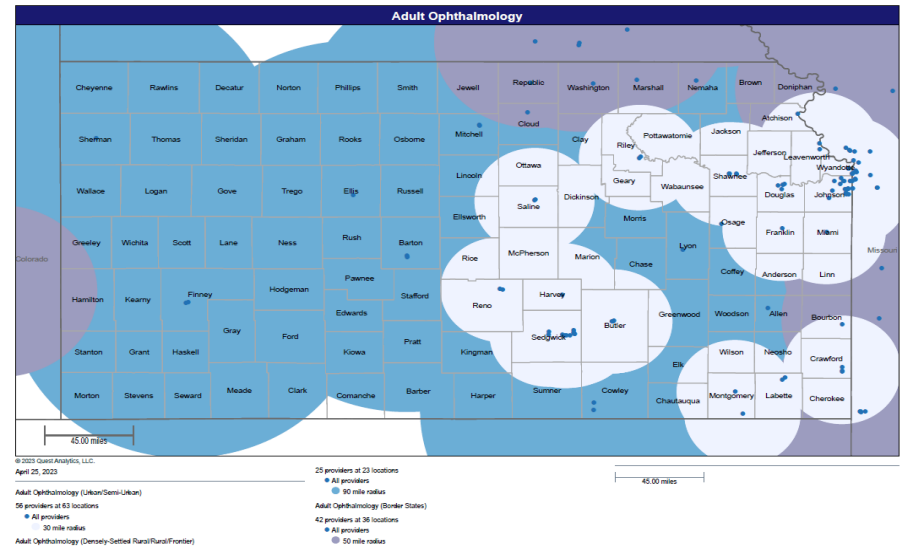 Adult Ophthalmology
Cheyenne Rawlins Decatur Norton Phillips Smith Jewell Republic Washington Marshall Nemaha Brown Doniphan
Atchison
Sherman Thomas Sheridan Graham Rooks Osborne Mitchell Cloud Clay Riley Pottawatomie Jackson
Jefferson Leavenworth
Wyandotte
Wallace Logan Gove Trego Ellis Russell Lincoln Ottawa Geary Wabaunsee Shawnee Douglas Johnson
Saline Dickinson
Ellsworth Morris Osage
Greeley Wichita Scott Lane Ness Rush Barton Rice McPherson Marion Chase Lyon Franklin Miami
Colorado Missouri
Coffey Anderson Linn
Hamilton Kearny Finney Hodgeman Pawnee Stafford Reno Harvey
Edwards
Gray Ford Pratt Sedgwick Butler Greenwood Woodson Allen Bourbon
Stanton Grant Haskell Kiowa Kingman Elk Wilson Neosho Crawford
Morton Stevens Seward Meade Clark Comanche Barber Harper Sumner Cowley Chautauqua Montgomery Labette Cherokee
45.00 miles
© 2023 Quest Analytics, LLC.
April 25, 2023
Adult Ophthalmology (Urban/Semi-Urban)
56 providers at 63 locations
All providers
30 mile radius
Adult Ophthalmology (Densely-Settled Rural/Rural/Frontier)
25 providers at 23 locations
All providers
90 mile radius
Adult Ophthalmology (Border States)
42 providers at 36 locations
All providers
50 mile radius
45.00 miles